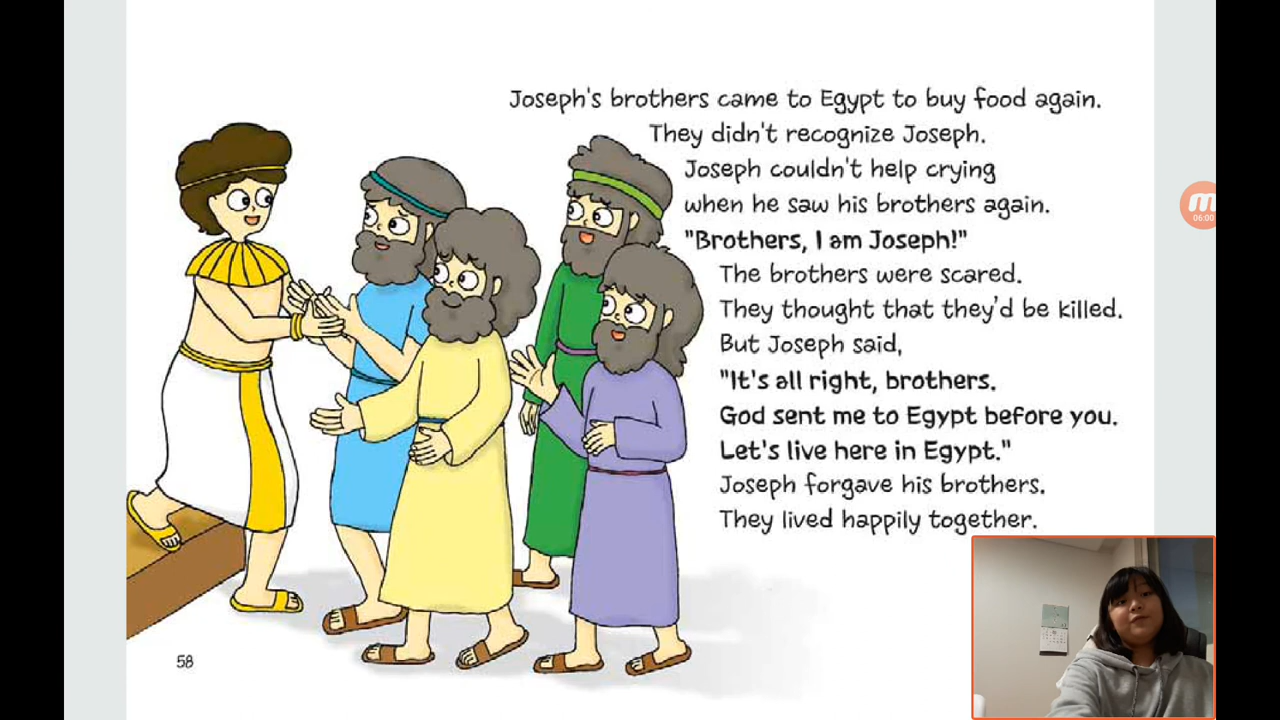 Joseph's brothers came to Egypt to buy food again.
They didn't recognize Joseph.
Joseph couldn't help crying
when he saw his brothers again.
"Brothers, I am Joseph!"
The brothers were scared.
They thought that they'd be killed.
But Joseph said,
"It's all right, brothers.
God sent me to Egypt before you.
Let's live here in Egypt."
Joseph forgave his brothers.
They lived happily together.
58
M
06:00